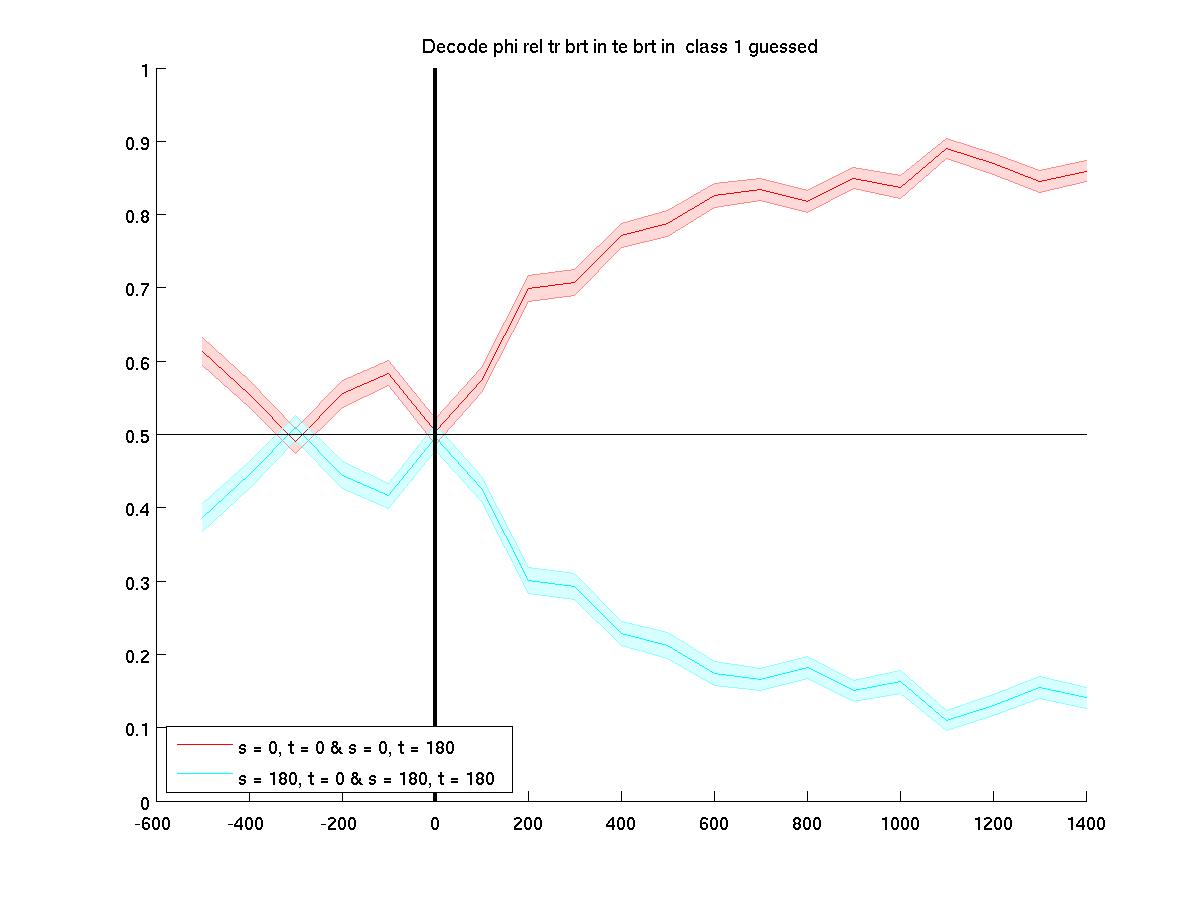 Decode phi rel tr brt in te brt in  class 1 guessed
1
0.9
0.8
0.7
0.6
0.5
0.4
0.3
0.2
0.1
0
s = 0, t = 0 & s = 0, t = 180
s = 180, t = 0 & s = 180, t = 180
-600 -400 -200 0 200 400 600 800 1000 1200 1400